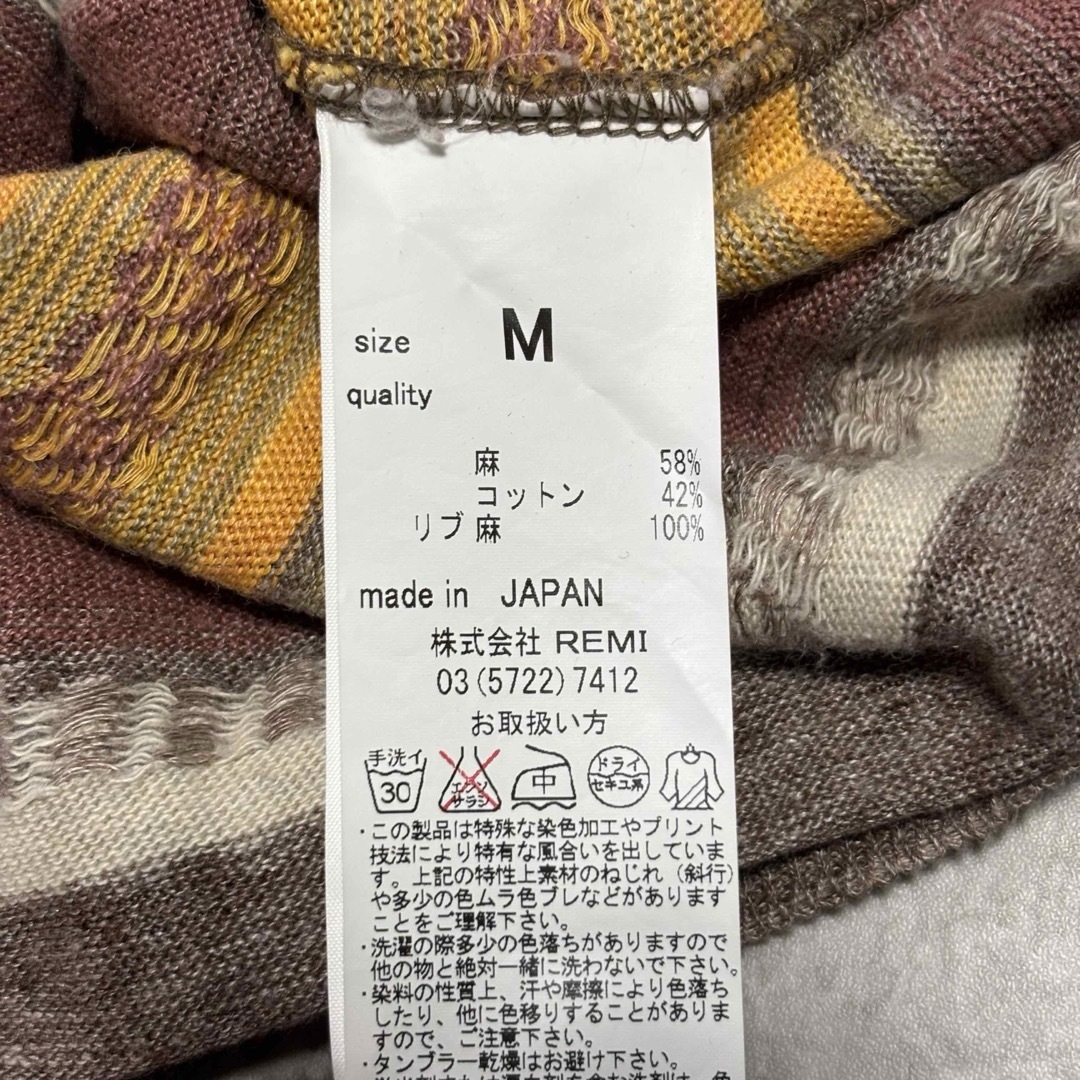 size M
quality
麻 58%
コットン 42%
リブ 麻 100%
made in JAPAN
株式会社 REMI
03(5722)7412
お取扱い方
手洗イ
30
エンソ
サラシ
中
ドライ
セキユ系
・この製品は特殊な染色加工やプリント
技法により特有な風合いを出していま
す。上記の特性上素材のねじれ（斜行）
や多少の色ムラ色ブレなどがあります
ことをご理解下さい。
・洗濯の際多少の色落ちがありますので
他の物と絶対一緒に洗わないで下さい。
・染料の性質上、汗や摩擦により色落ち
したり、他に色移りすることがありま
すので、ご注意下さい。
・タンブラー乾燥はお避け下さい。